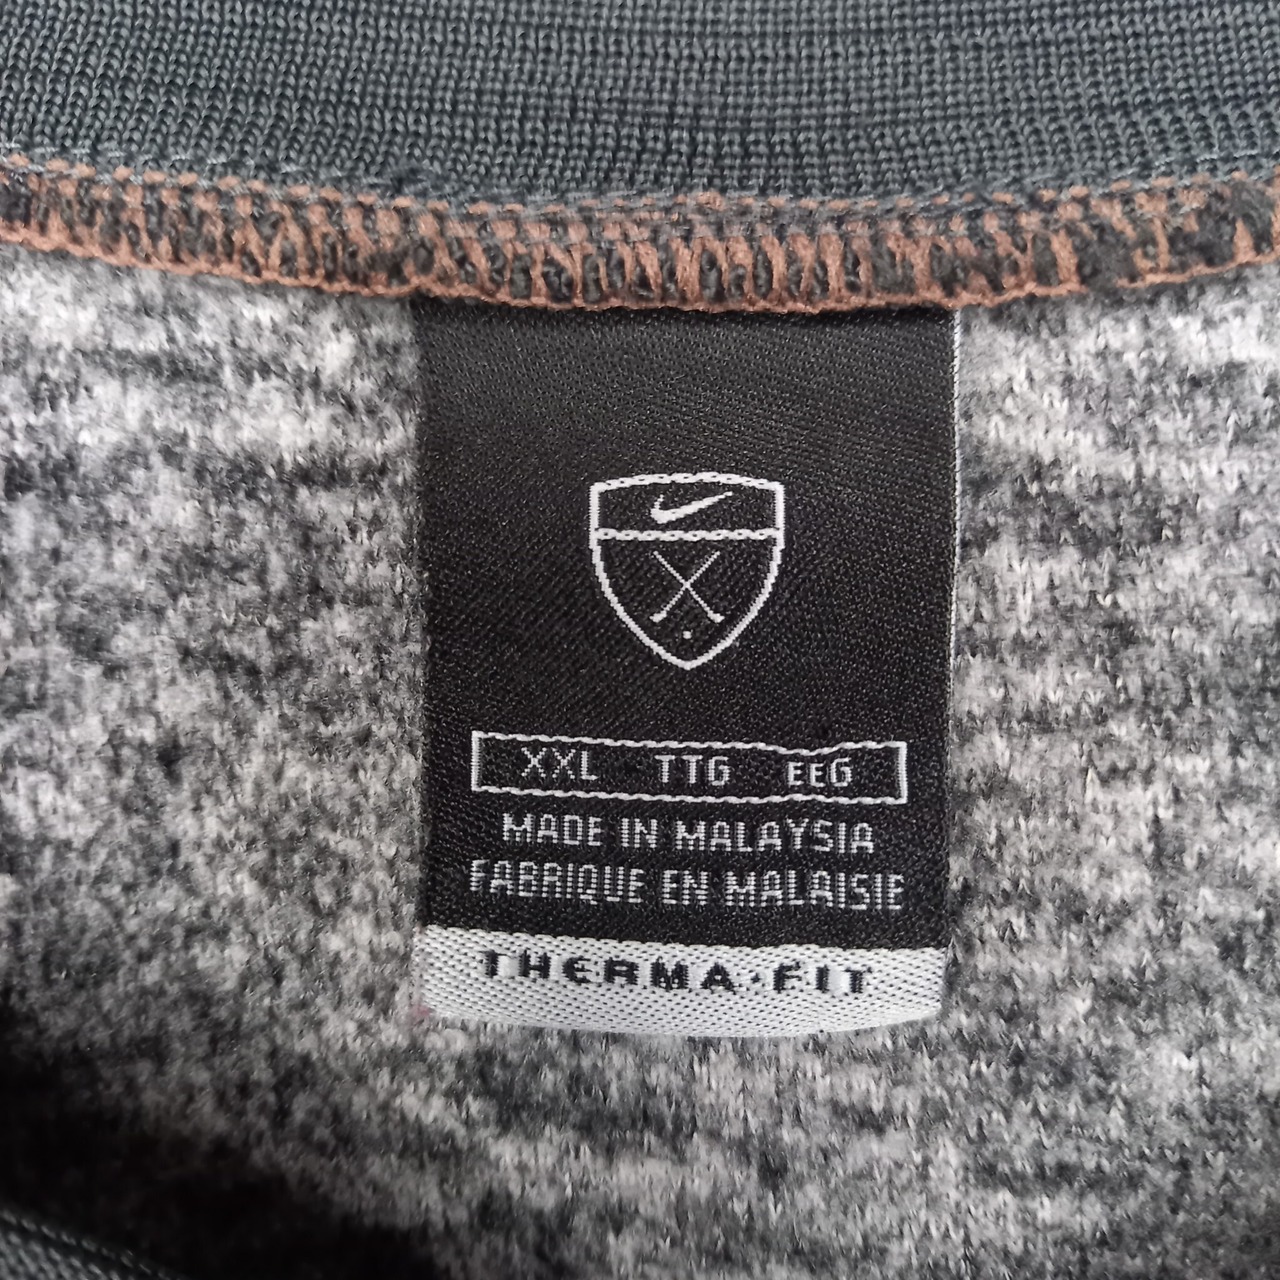 XXL TTG EEG
MADE IN MALAYSIA
FABRIQUE EN MALAISIE
THERMA·FIT